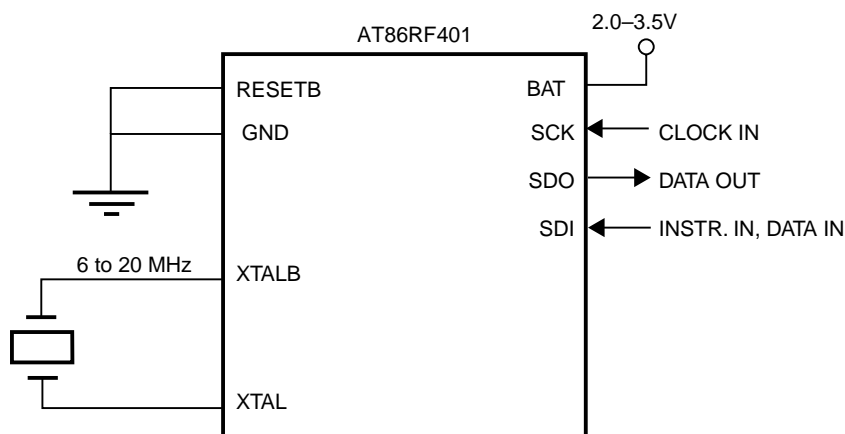 AT86RF401
2.0–3.5V
RESETB
BAT
GND
SCK
CLOCK IN
SDO
DATA OUT
SDI
INSTR. IN, DATA IN
6 to 20 MHz
XTALB
XTAL